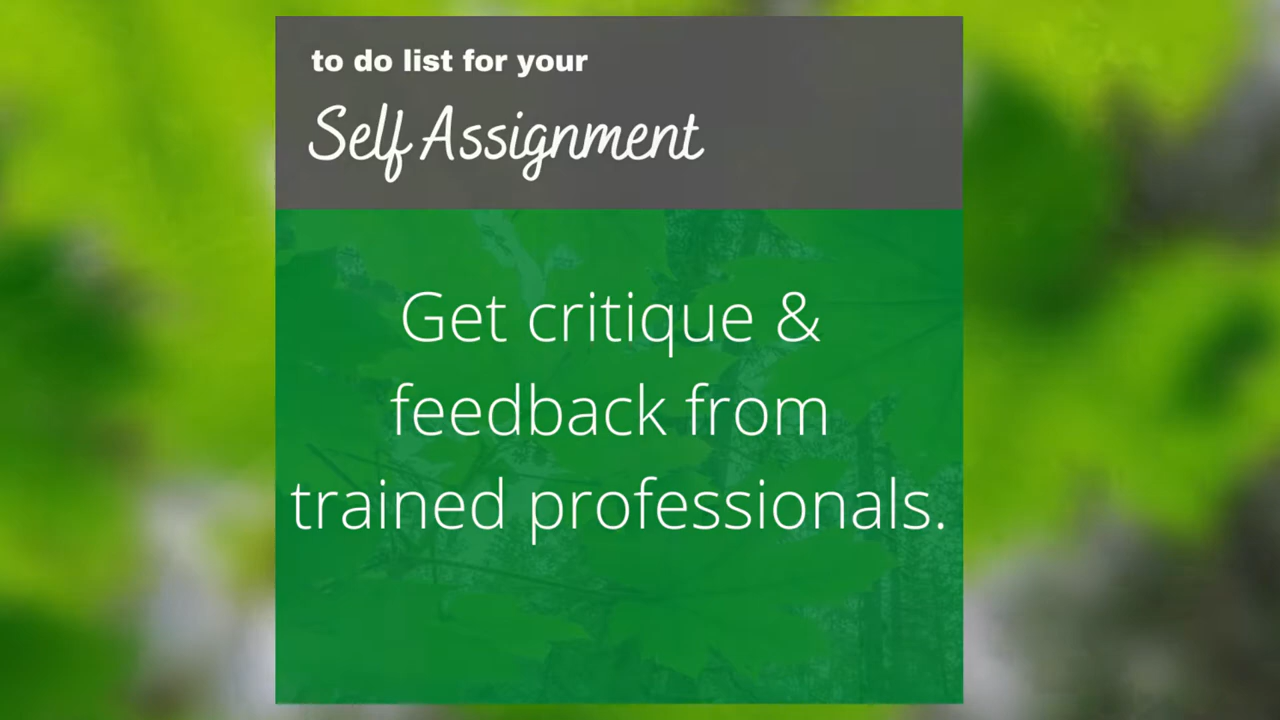 to do list for your
Self Assignment
Get critique &
feedback from
trained professionals.